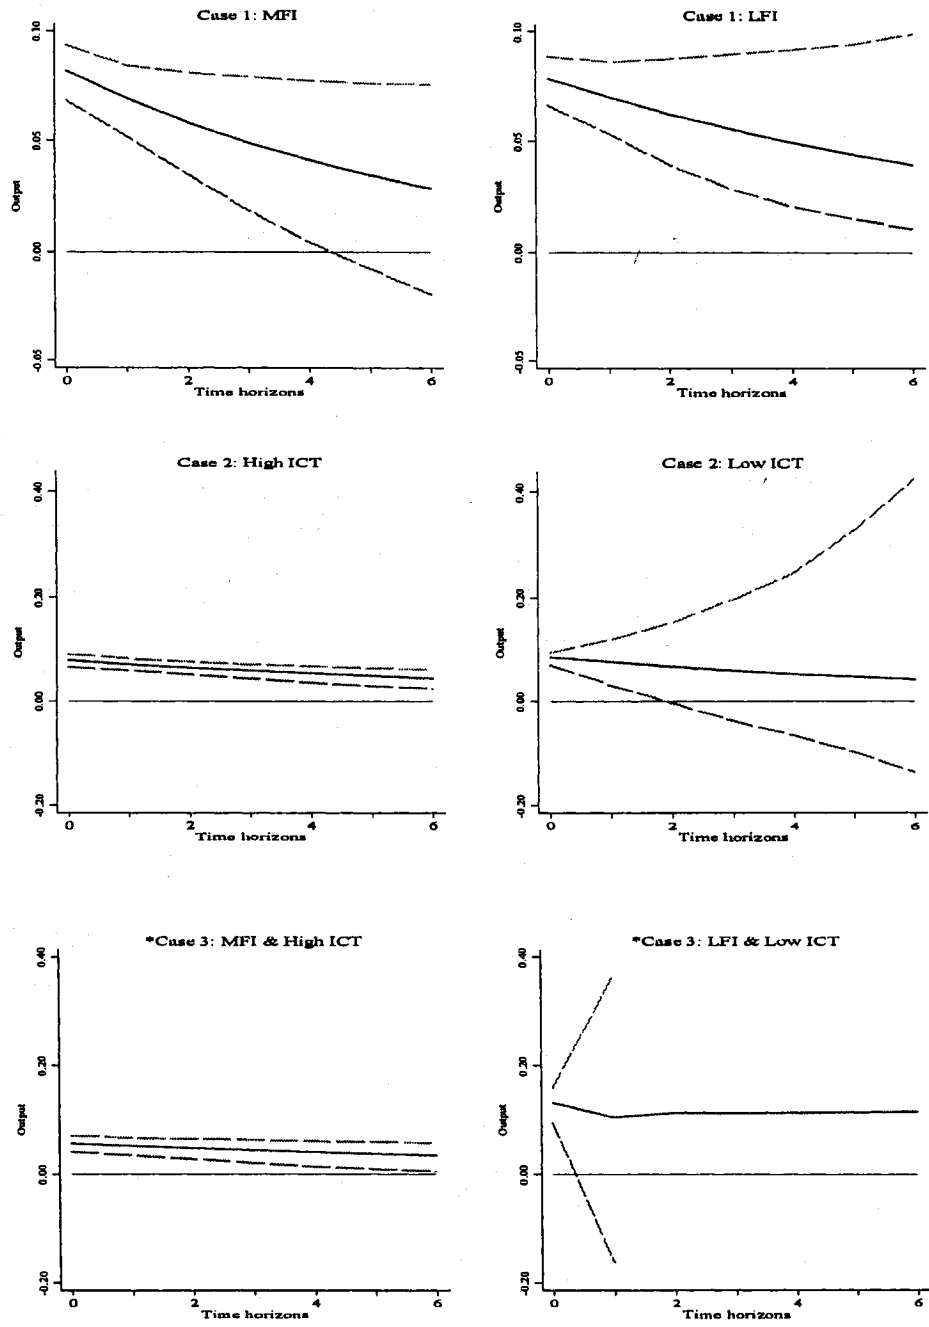 Case 1: MFI
0.10
0.05
0.00
-0.05
Output
0 2 4 6
Time horizons
Case 1: LFI
0.10
0.05
0.00
-0.05
Output
0 2 4 6
Time horizons
Case 2: High ICT
0.40
0.20
0.00
-0.20
Output
0 2 4 6
Time horizons
Case 2: Low ICT
0.40
0.20
0.00
-0.20
Output
0 2 4 6
Time horizons
*Case 3: MFI & High ICT
0.40
0.20
0.00
-0.20
Output
0 2 4 6
Time horizons
*Case 3: LFI & Low ICT
0.40
0.20
0.00
-0.20
Output
0 2 4 6
Time horizons